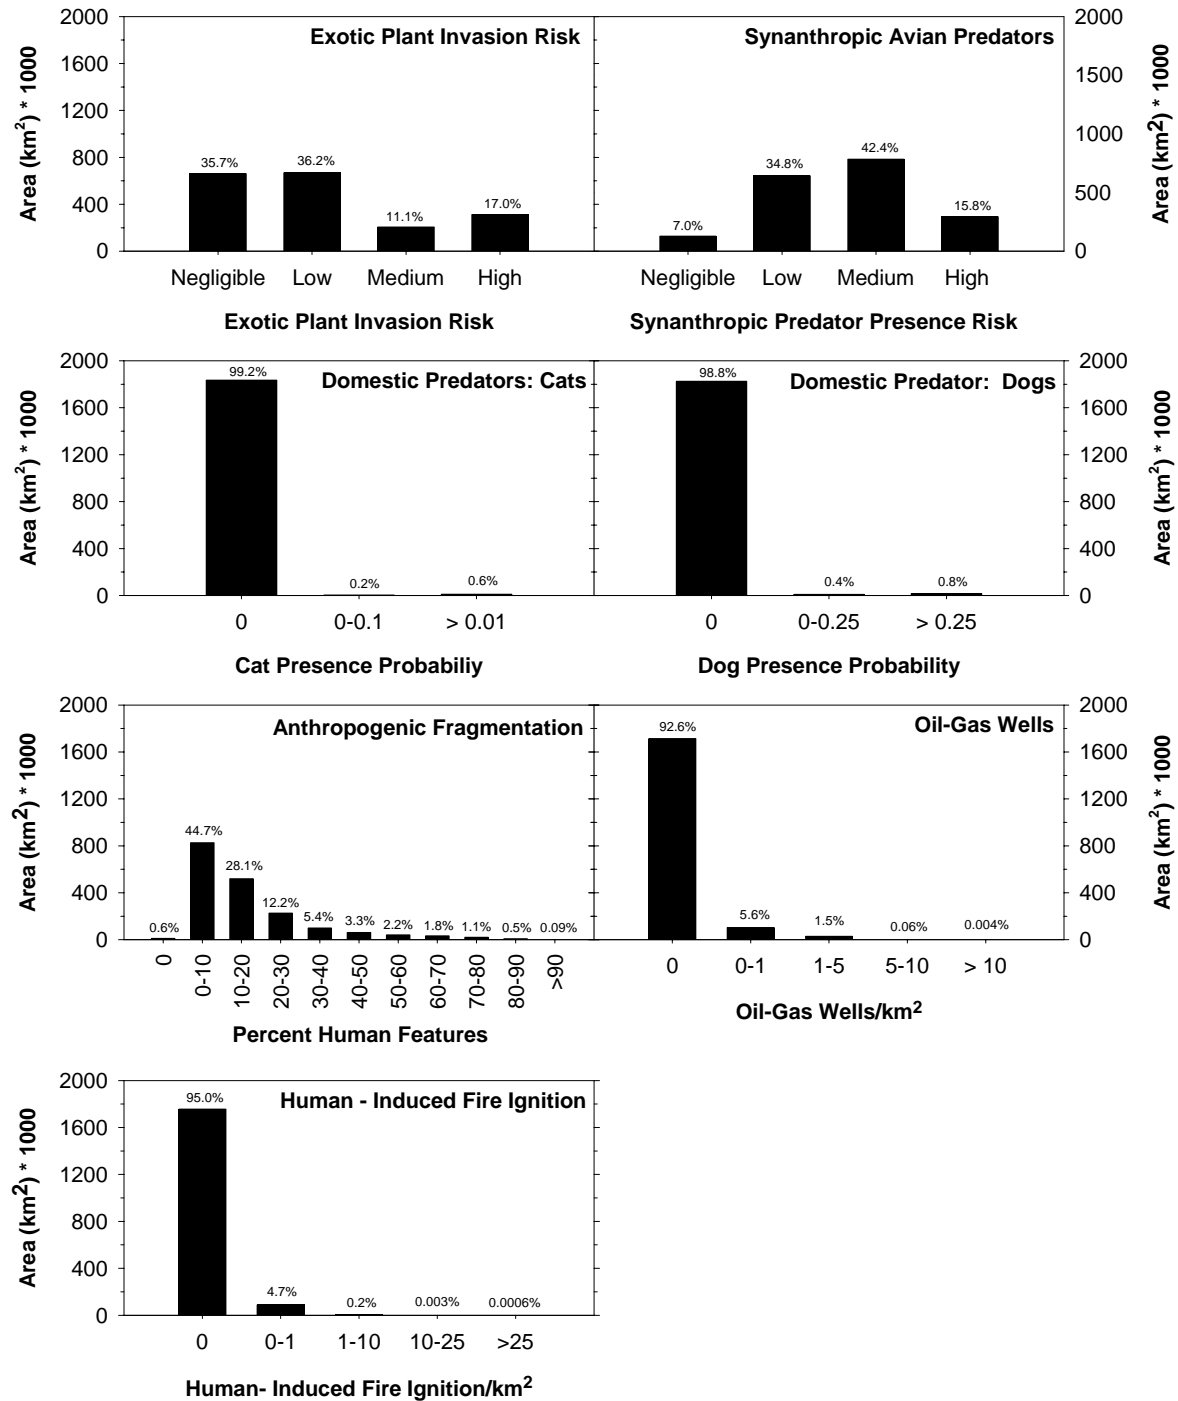 Exotic Plant Invasion Risk
Area (km²) * 1000
2000
1600
1200
800
400
0
35.7%
36.2%
11.1%
17.0%
Negligible Low Medium High
Exotic Plant Invasion Risk
Synanthropic Avian Predators
2000
1500
1000
500
0
Area (km²) * 1000
7.0%
34.8%
42.4%
15.8%
Negligible Low Medium High
Synanthropic Predator Presence Risk
Domestic Predators: Cats
Area (km²) * 1000
2000
1600
1200
800
400
0
99.2%
0.2%
0.6%
0 0-0.1 > 0.01
Cat Presence Probabiliy
Domestic Predator: Dogs
2000
1600
1200
800
400
0
Area (km²) * 1000
98.8%
0.4%
0.8%
0 0-0.25 > 0.25
Dog Presence Probability
Anthropogenic Fragmentation
Area (km²) * 1000
2000
1600
1200
800
400
0
0.6%
44.7%
28.1%
12.2%
5.4%
3.3%
2.2%
1.8%
1.1%
0.5%
0.09%
0 0-10 10-20 20-30 30-40 40-50 50-60 60-70 70-80 80-90 >90
Percent Human Features
Oil-Gas Wells
2000
1600
1200
800
400
0
Area (km²) * 1000
92.6%
5.6%
1.5%
0.06%
0.004%
0 0-1 1-5 5-10 > 10
Oil-Gas Wells/km²
Human - Induced Fire Ignition
Area (km²) * 1000
2000
1600
1200
800
400
0
95.0%
4.7%
0.2%
0.003%
0.0006%
0 0-1 1-10 10-25 >25
Human- Induced Fire Ignition/km²